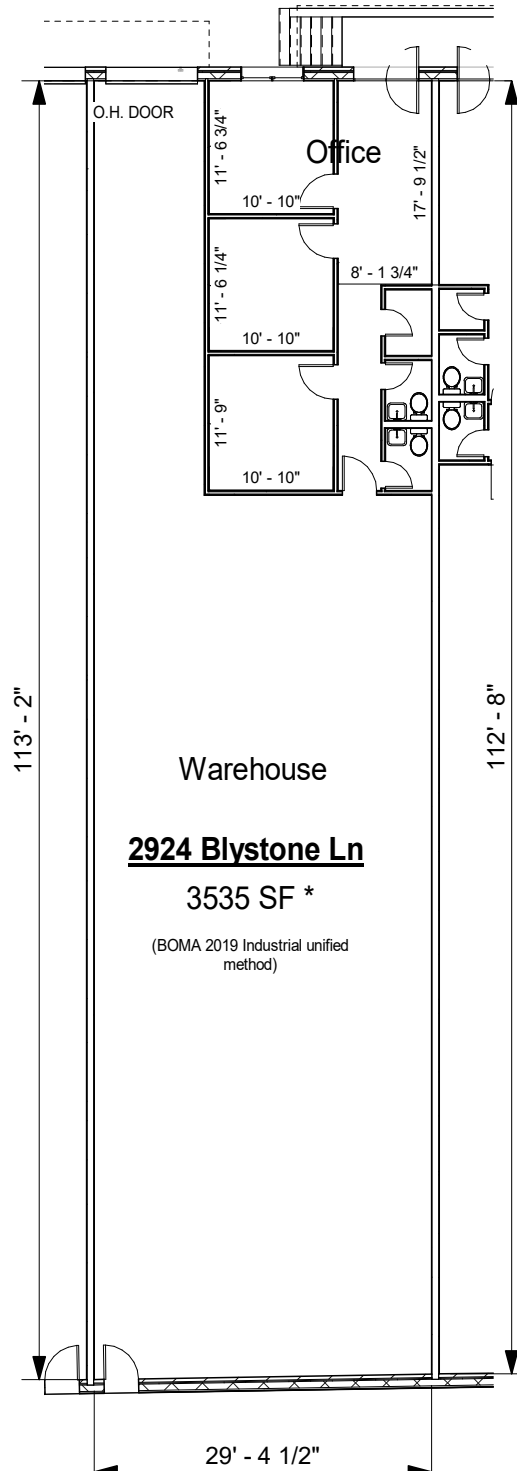 O.H. DOOR
11' - 6 3/4"
Office
17' - 9 1/2"
10' - 10"
11' - 6 1/4"
8' - 1 3/4"
10' - 10"
11' - 9"
10' - 10"
113' - 2"
112' - 8"
Warehouse
2924 Blystone Ln
3535 SF *
(BOMA 2019 Industrial unified
method)
29' - 4 1/2"